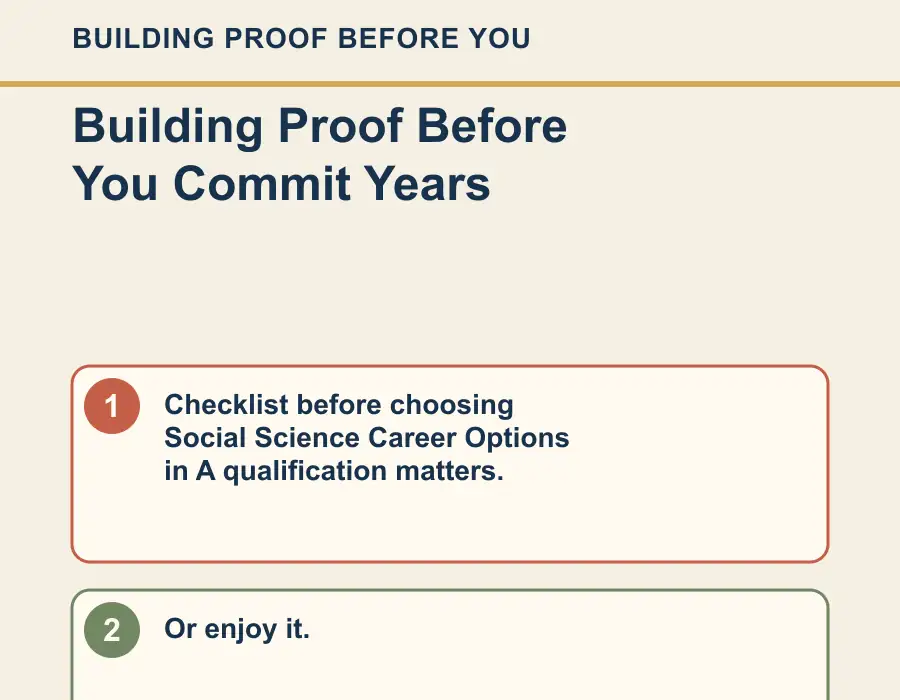 BUILDING PROOF BEFORE YOU
Building Proof Before
You Commit Years
1
Checklist before choosing
Social Science Career Options
in A qualification matters.
2
Or enjoy it.